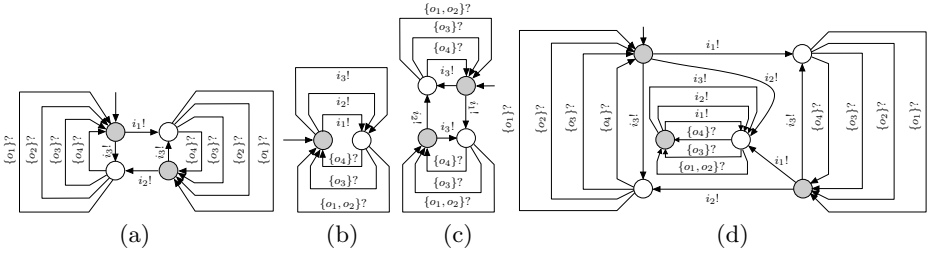 {o₁}?
{o₂}?
{o₃}?
{o₄}?
i₁!
i₃!
i₃!
i₂!
{o₄}?
{o₃}?
{o₂}?
{o₁}?
(a)
i₃!
i₂!
i₁!
{o₄}?
{o₃}?
{o₁, o₂}?
(b)
{o₁, o₂}?
{o₃}?
{o₄}?
i₃!
i₁!
i₂!
i₃!
{o₄}?
{o₃}?
{o₁, o₂}?
(c)
{o₁}?
{o₂}?
{o₃}?
{o₄}?
i₁!
i₂!
i₃!
i₃!
i₂!
i₁!
{o₄}?
{o₃}?
{o₁, o₂}?
i₃!
i₁!
i₂!
{o₄}?
{o₃}?
{o₂}?
{o₁}?
(d)